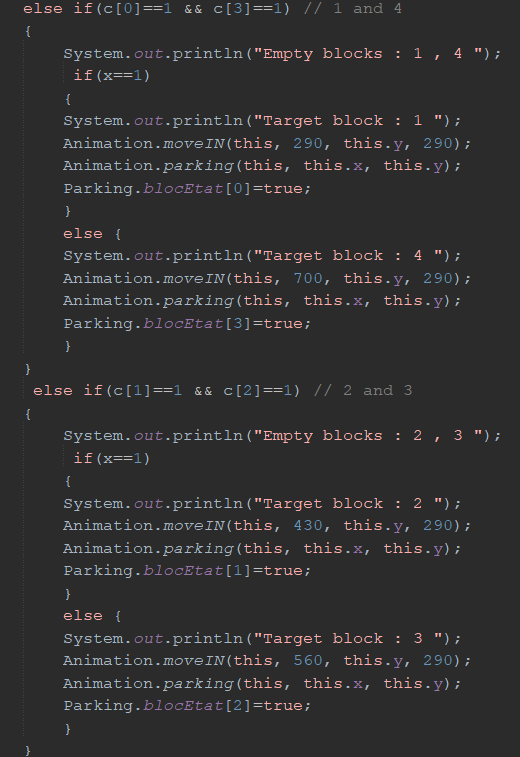 else if(c[0]==1 && c[3]==1) // 1 and 4
{
System.out.println("Empty blocks : 1 , 4 ");
if(x==1)
{
System.out.println("Target block : 1 ");
Animation.moveIN(this, 290, this.y, 290);
Animation.parking(this, this.x, this.y);
Parking.blocEtat[0]=true;
}
else {
System.out.println("Target block : 4 ");
Animation.moveIN(this, 700, this.y, 290);
Animation.parking(this, this.x, this.y);
Parking.blocEtat[3]=true;
}
}
else if(c[1]==1 && c[2]==1) // 2 and 3
{
System.out.println("Empty blocks : 2 , 3 ");
if(x==1)
{
System.out.println("Target block : 2 ");
Animation.moveIN(this, 430, this.y, 290);
Animation.parking(this, this.x, this.y);
Parking.blocEtat[1]=true;
}
else {
System.out.println("Target block : 3 ");
Animation.moveIN(this, 560, this.y, 290);
Animation.parking(this, this.x, this.y);
Parking.blocEtat[2]=true;
}
}